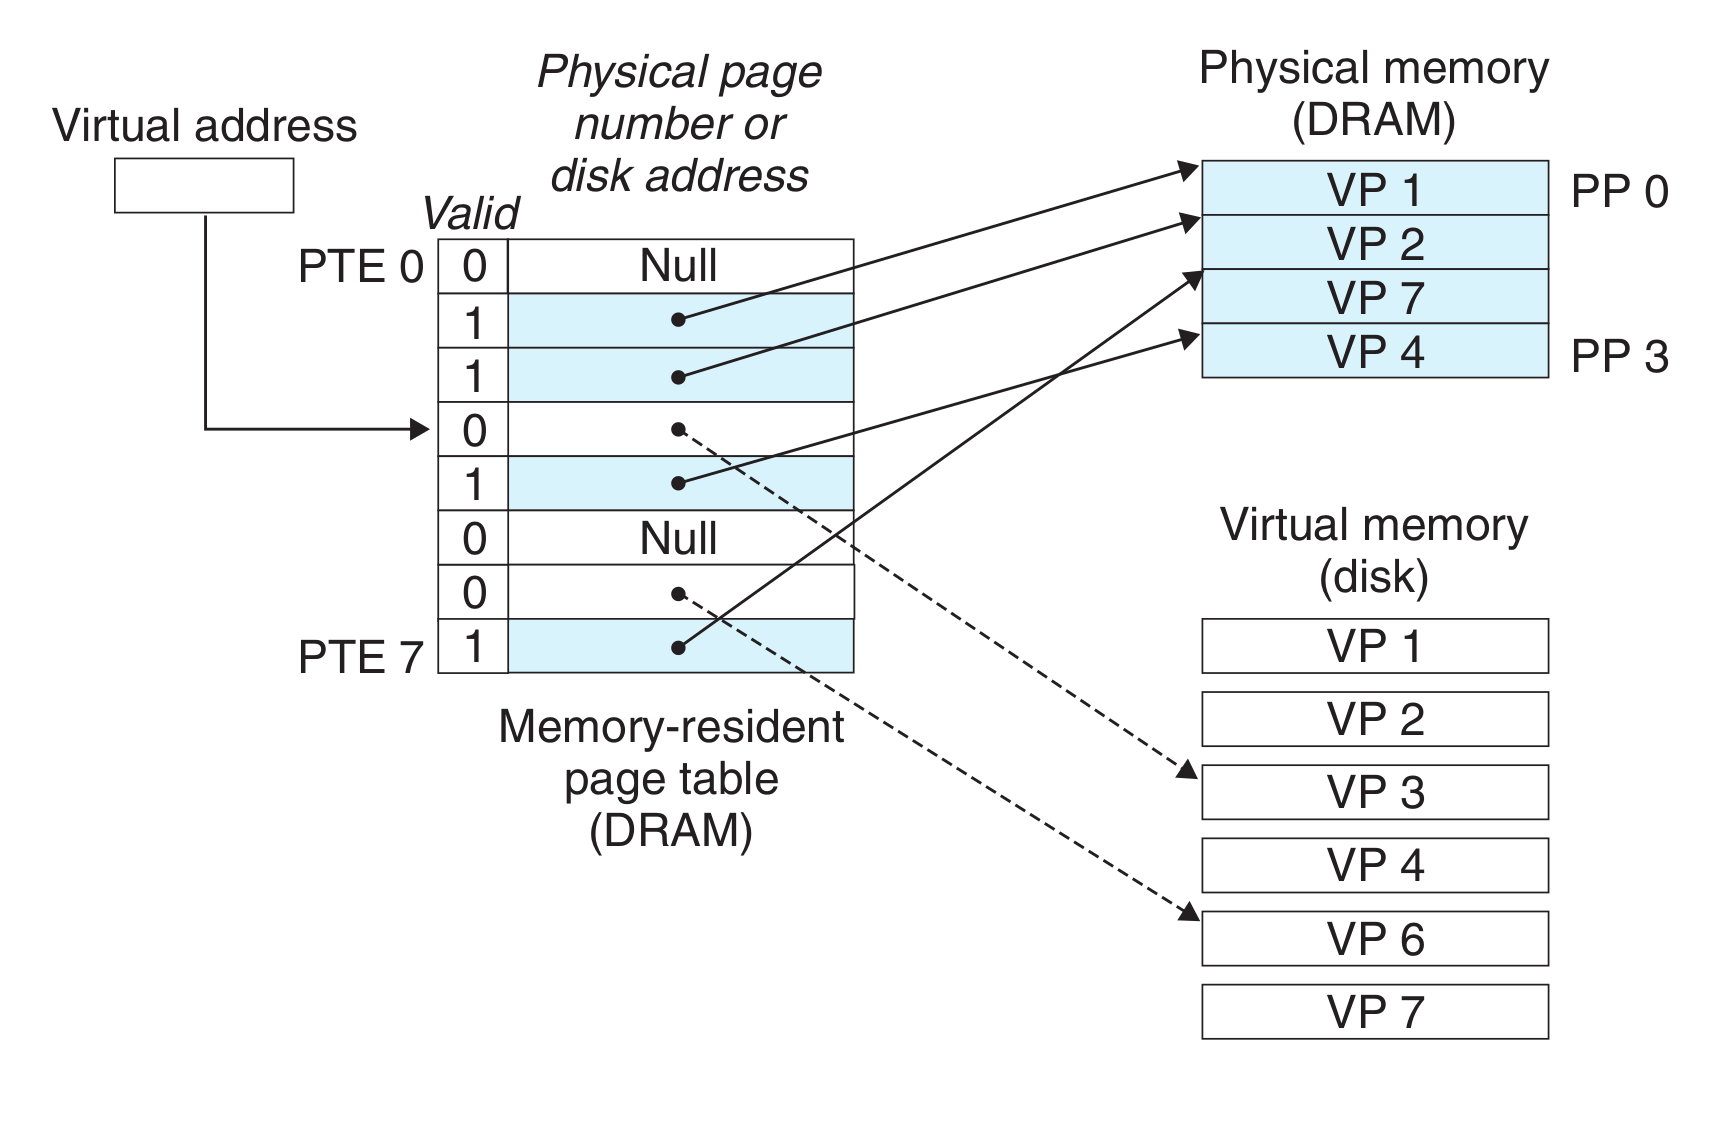 Virtual address
Physical page
number or
disk address
Valid
PTE 0
0
Null
1
1
0
1
0
Null
0
PTE 7
1
Memory-resident
page table
(DRAM)
Physical memory
(DRAM)
VP 1
PP 0
VP 2
VP 7
VP 4
PP 3
Virtual memory
(disk)
VP 1
VP 2
VP 3
VP 4
VP 6
VP 7